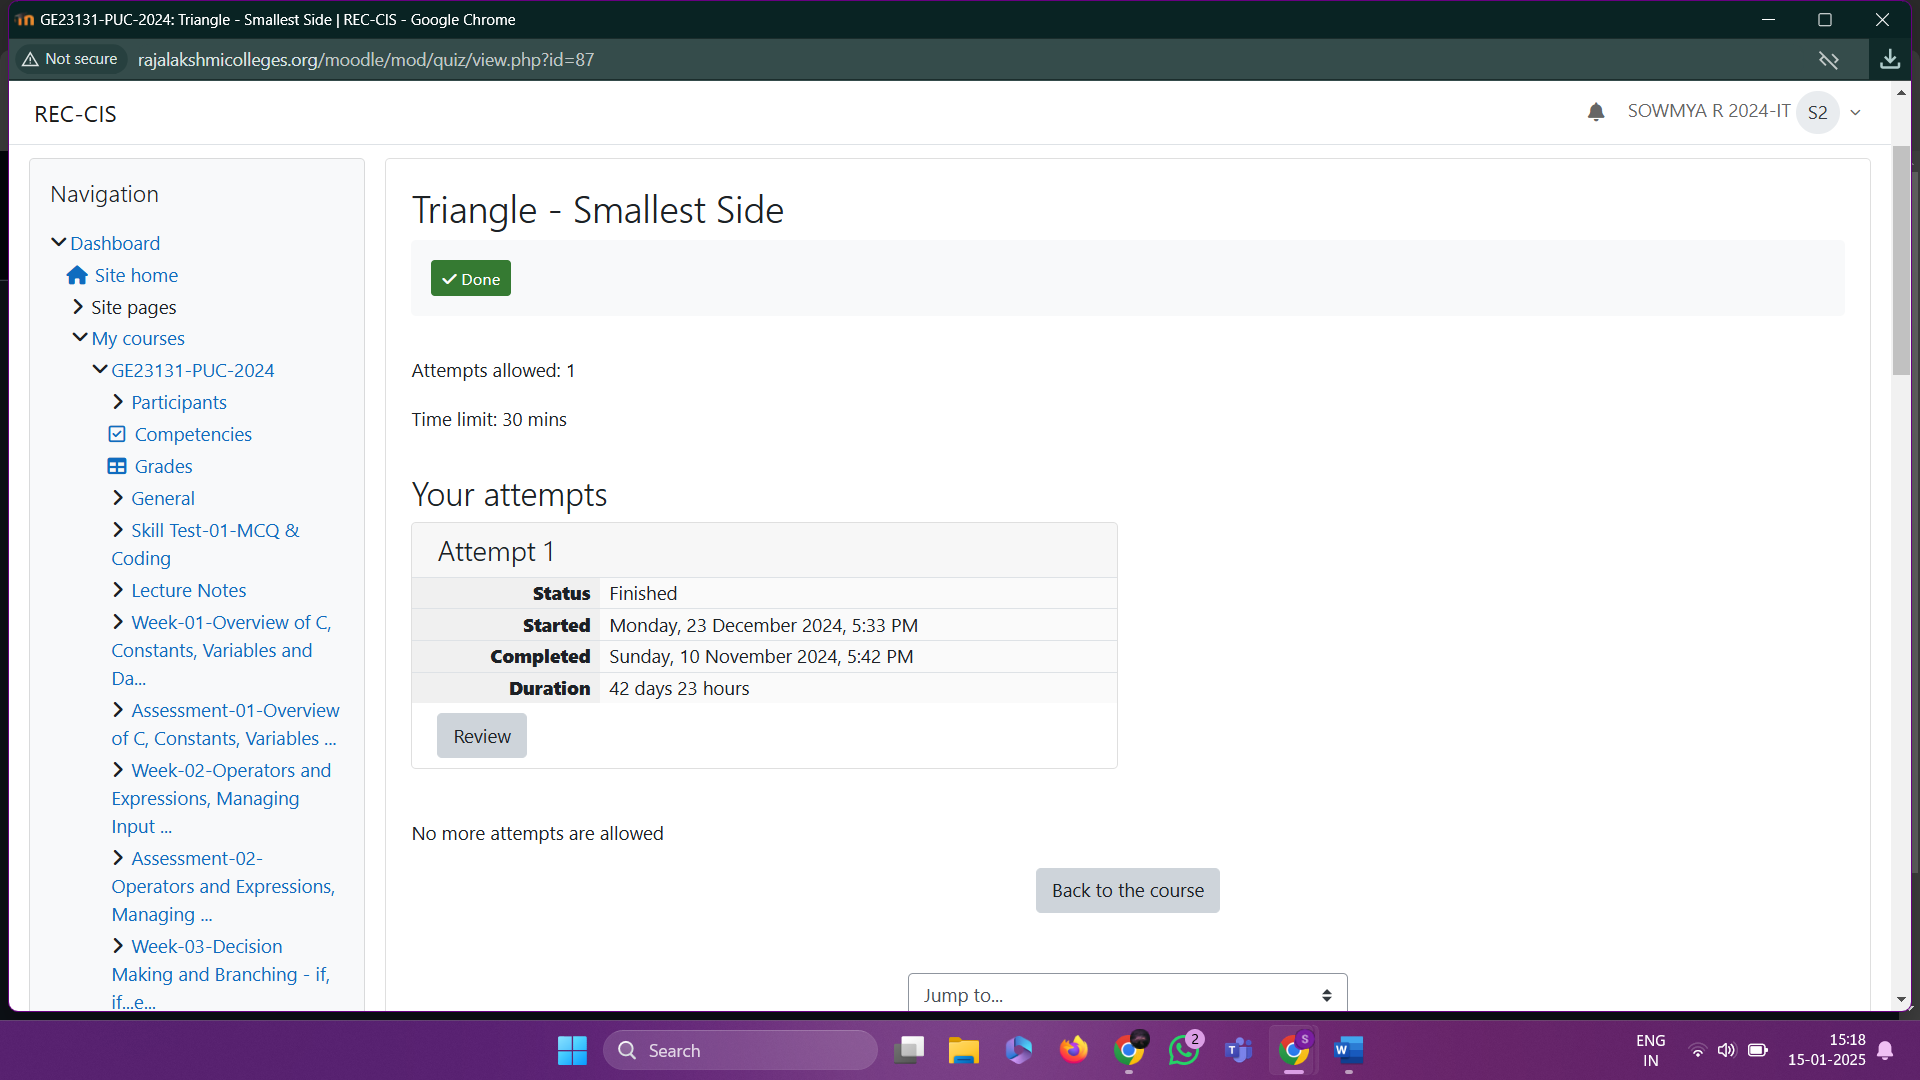 GE23131-PUC-2024: Triangle - Smallest Side | REC-CIS - Google Chrome
Not secure
rajalakshmicolleges.org/moodle/mod/quiz/view.php?id=87
REC-CIS
SOWMYA R 2024-IT
S2
Navigation
Dashboard
Site home
Site pages
My courses
GE23131-PUC-2024
Participants
Competencies
Grades
General
Skill Test-01-MCQ &
Coding
Lecture Notes
Week-01-Overview of C,
Constants, Variables and
Da...
Assessment-01-Overview
of C, Constants, Variables ...
Week-02-Operators and
Expressions, Managing
Input ...
Assessment-02-
Operators and Expressions,
Managing ...
Week-03-Decision
Making and Branching - if,
if...e...
Triangle - Smallest Side
Done
Attempts allowed: 1
Time limit: 30 mins
Your attempts
Attempt 1
Status Finished
Started Monday, 23 December 2024, 5:33 PM
Completed Sunday, 10 November 2024, 5:42 PM
Duration 42 days 23 hours
Review
No more attempts are allowed
Back to the course
Jump to...
Search
S
2
T
W
ENG
IN
15:18
15-01-2025